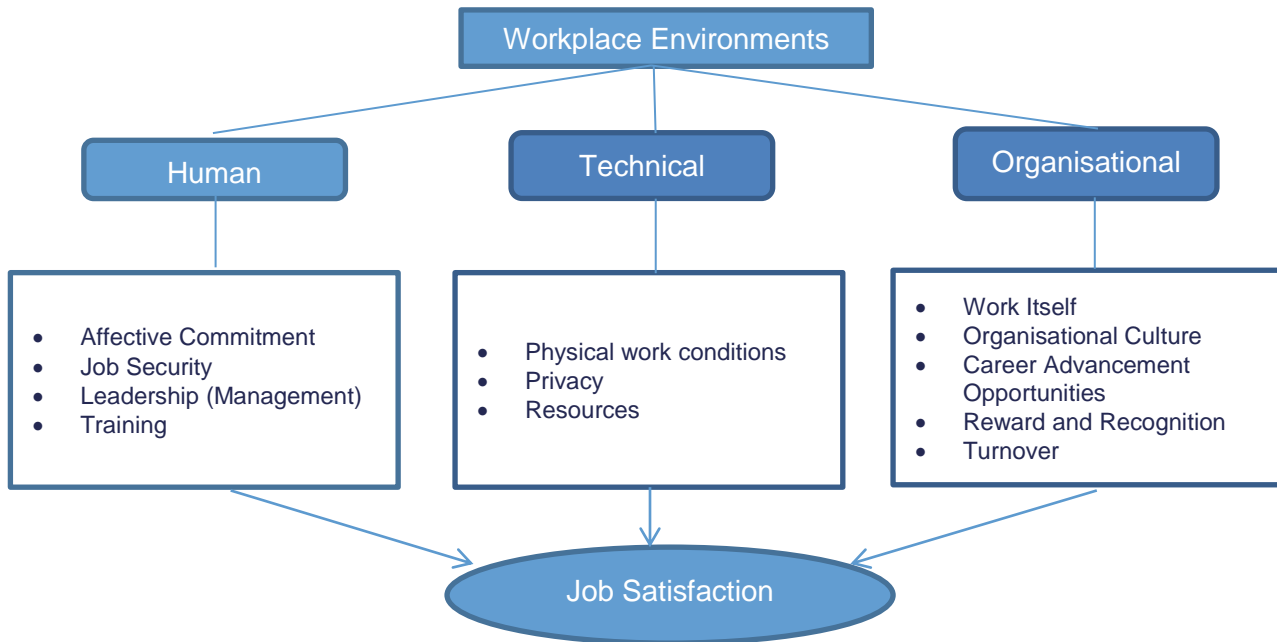 Workplace Environments
Human
Technical
Organisational
• Affective Commitment
• Job Security
• Leadership (Management)
• Training
• Physical work conditions
• Privacy
• Resources
• Work Itself
• Organisational Culture
• Career Advancement
Opportunities
• Reward and Recognition
• Turnover
Job Satisfaction